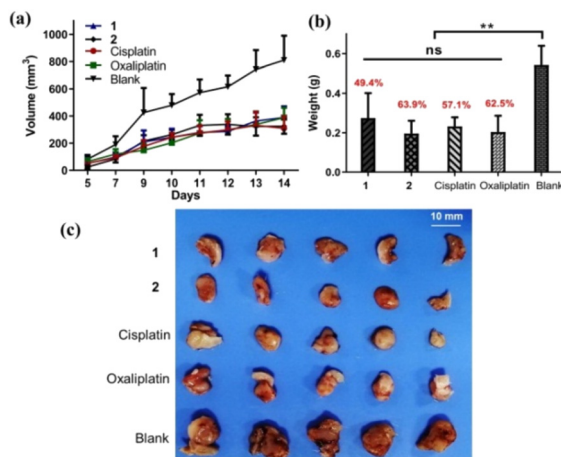 (a)
1
2
Cisplatin
Oxaliplatin
Blank
Volume (mm³)
1000
800
600
400
200
0
5 7 9 10 11 12 13 14
Days
(b)
**
ns
49.4% 63.9% 57.1% 62.5%
Weight (g)
0.6
0.4
0.2
0.0
1 2 Cisplatin Oxaliplatin Blank
(c)
10 mm
1
2
Cisplatin
Oxaliplatin
Blank